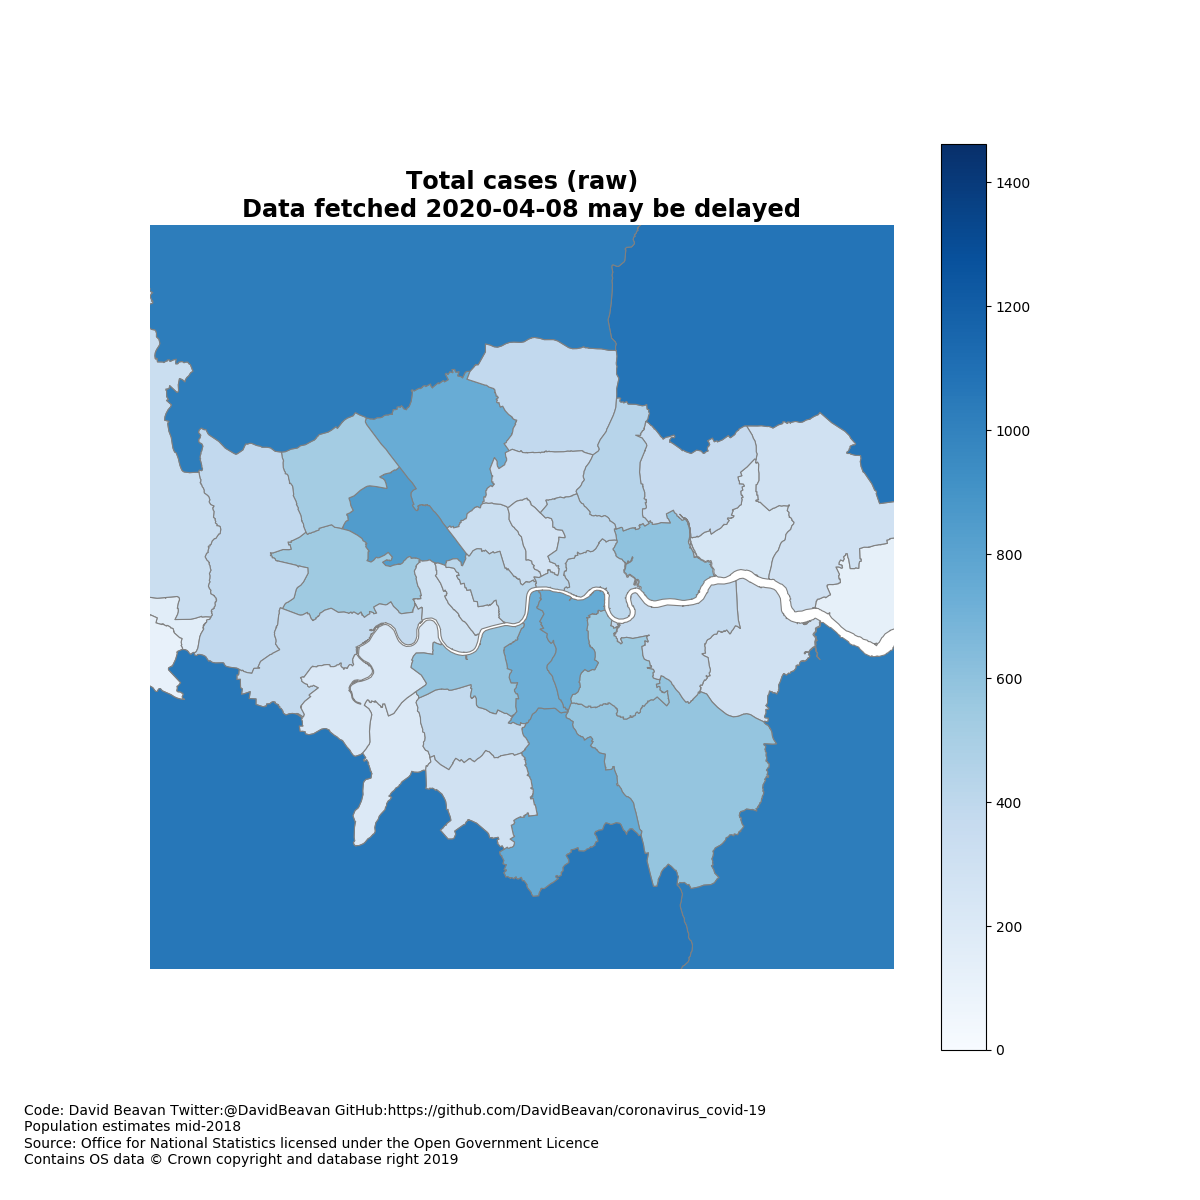 Total cases (raw)
Data fetched 2020-04-08 may be delayed
1400
1200
1000
800
600
400
200
0
Code: David Beavan Twitter:@DavidBeavan GitHub:https://github.com/DavidBeavan/coronavirus_covid-19
Population estimates mid-2018
Source: Office for National Statistics licensed under the Open Government Licence
Contains OS data © Crown copyright and database right 2019